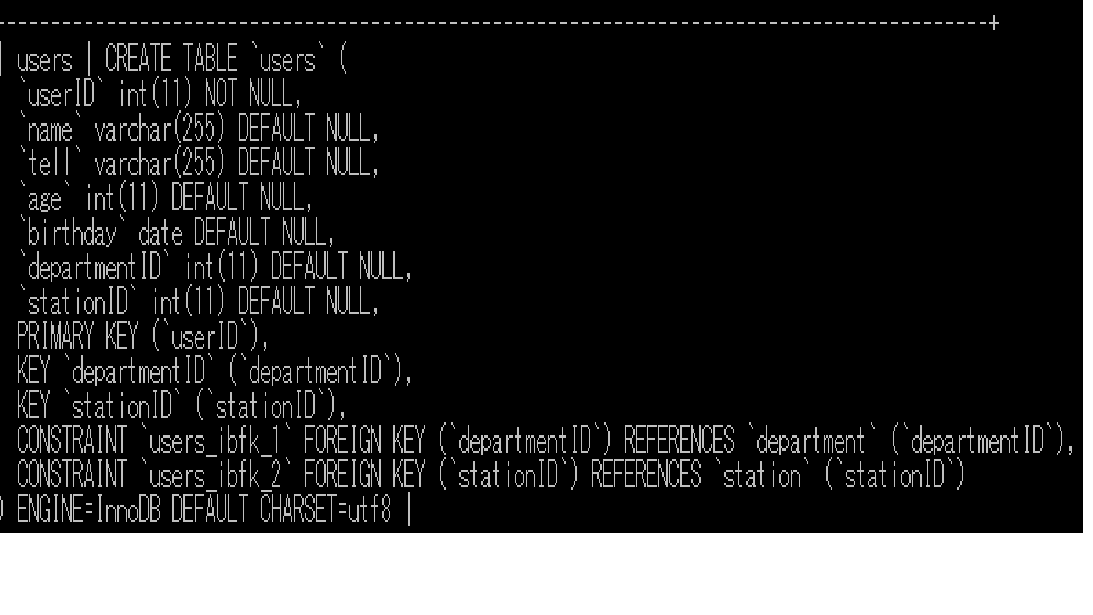 --------------------------------------------------------------------------------------------+
| users | CREATE TABLE `users` (
`userID` int(11) NOT NULL,
`name` varchar(255) DEFAULT NULL,
`tell` varchar(255) DEFAULT NULL,
`age` int(11) DEFAULT NULL,
`birthday` date DEFAULT NULL,
`departmentID` int(11) DEFAULT NULL,
`stationID` int(11) DEFAULT NULL,
PRIMARY KEY (`userID`),
KEY `departmentID` (`departmentID`),
KEY `stationID` (`stationID`),
CONSTRAINT `users_ibfk_1` FOREIGN KEY (`departmentID`) REFERENCES `department` (`departmentID`),
CONSTRAINT `users_ibfk_2` FOREIGN KEY (`stationID`) REFERENCES `station` (`stationID`)
) ENGINE=InnoDB DEFAULT CHARSET=utf8 |